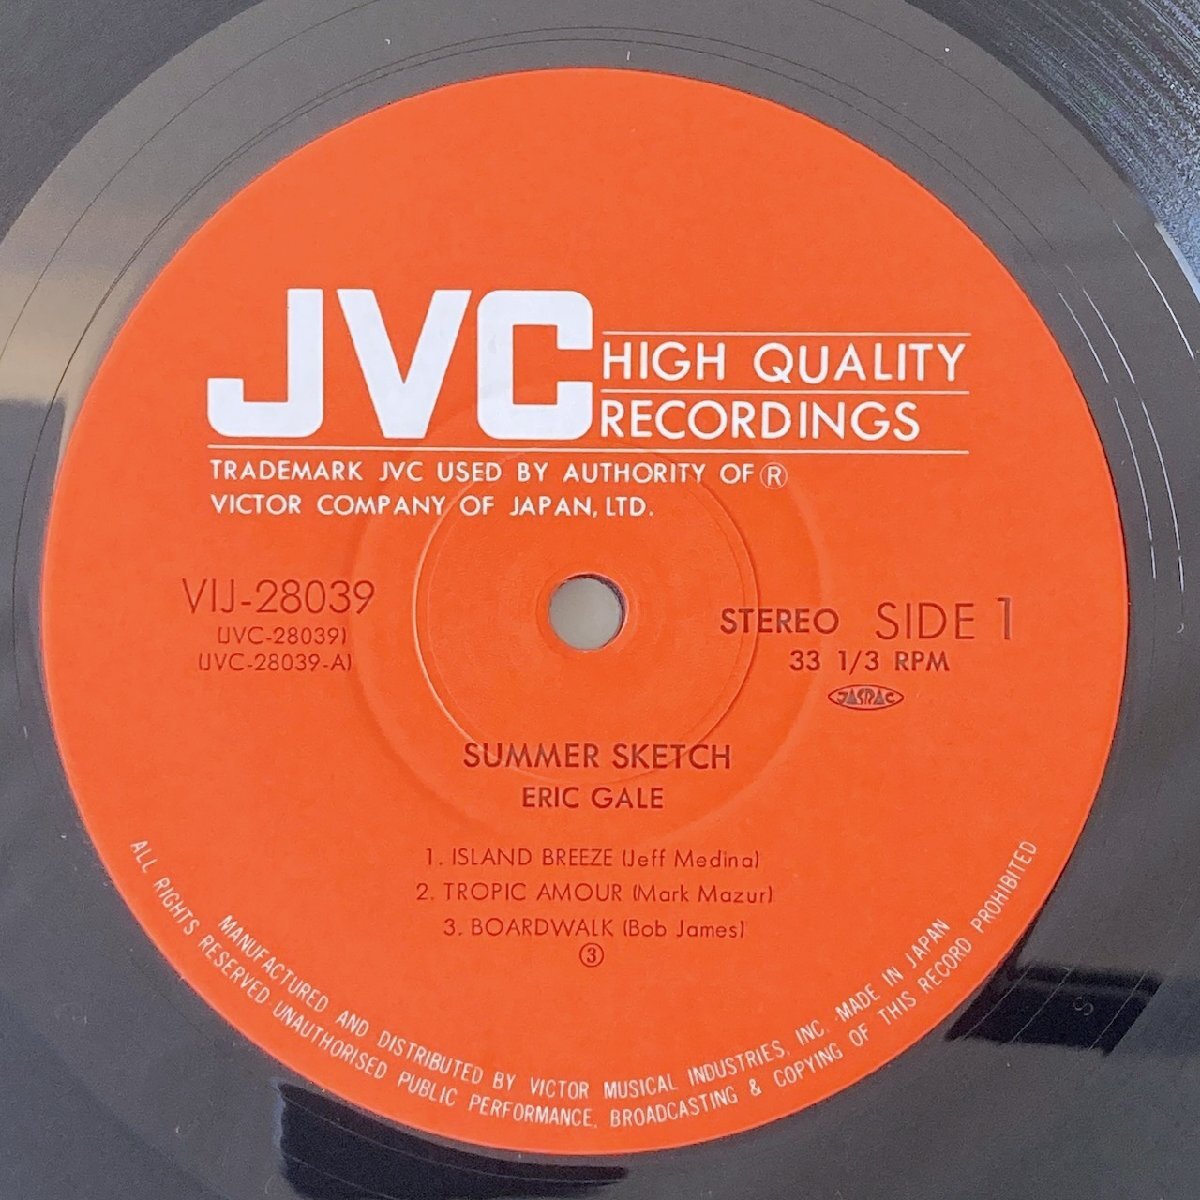 JVC HIGH QUALITY
RECORDINGS
TRADEMARK JVC USED BY AUTHORITY OF ®
VICTOR COMPANY OF JAPAN, LTD.
VIJ-28039
(JVC-28039)
(JVC-28039-A)
STEREO SIDE 1
33 1/3 RPM
JASRAC
SUMMER SKETCH
ERIC GALE
1. ISLAND BREEZE (Jeff Medina)
2. TROPIC AMOUR (Mark Mazur)
3. BOARDWALK (Bob James)
③
MANUFACTURED AND DISTRIBUTED BY VICTOR MUSICAL INDUSTRIES, INC. MADE IN JAPAN
ALL RIGHTS RESERVED UNAUTHORISED PUBLIC PERFORMANCE, BROADCASTING & COPYING OF THIS RECORD PROHIBITED